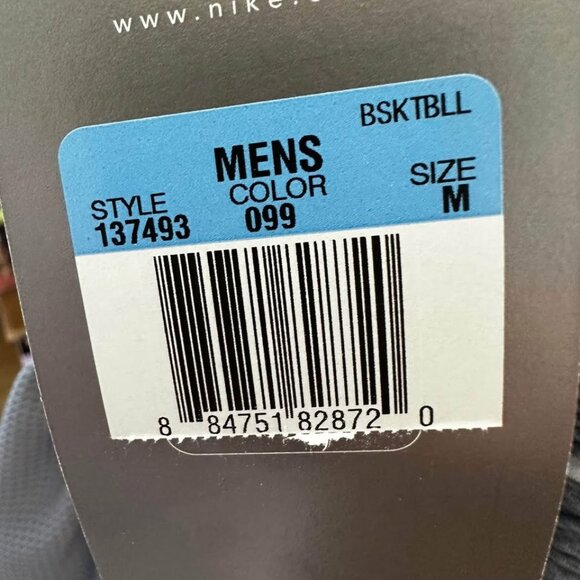 www.nike.c
BSKTBLL
MENS
STYLE COLOR SIZE
137493 099 M
8 84751 82872 0